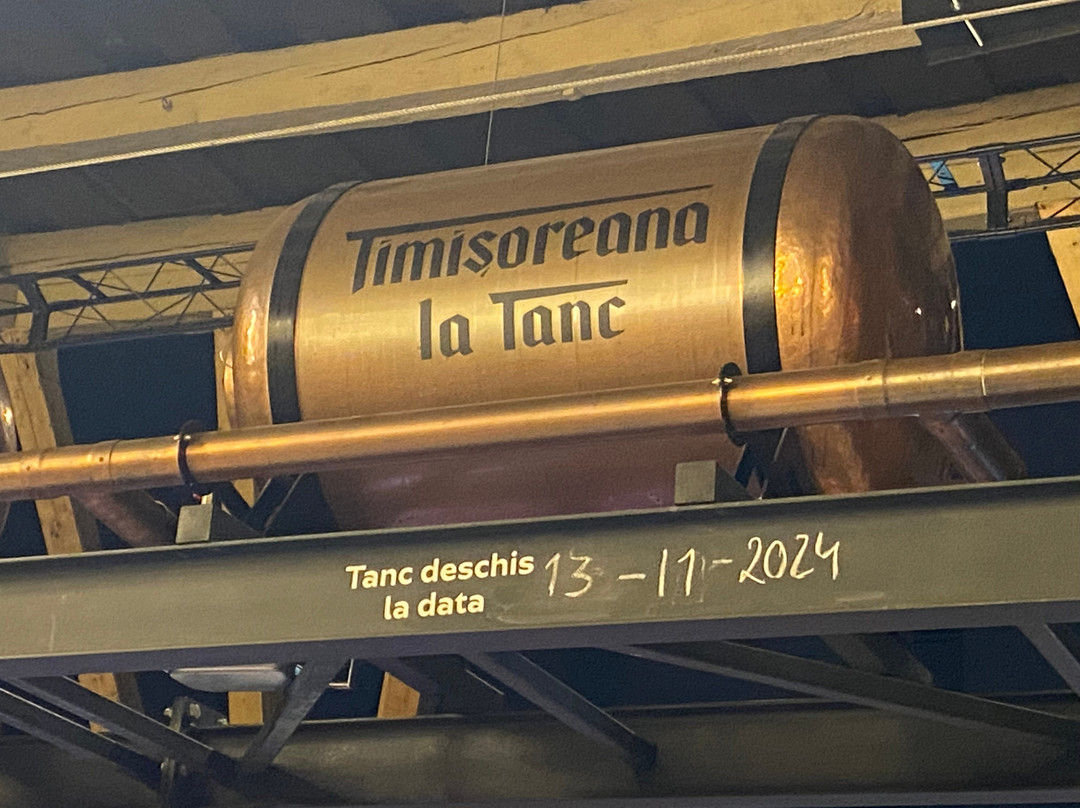 Timișoreana
la Tanc
Tanc deschis 13-11-2024
la data